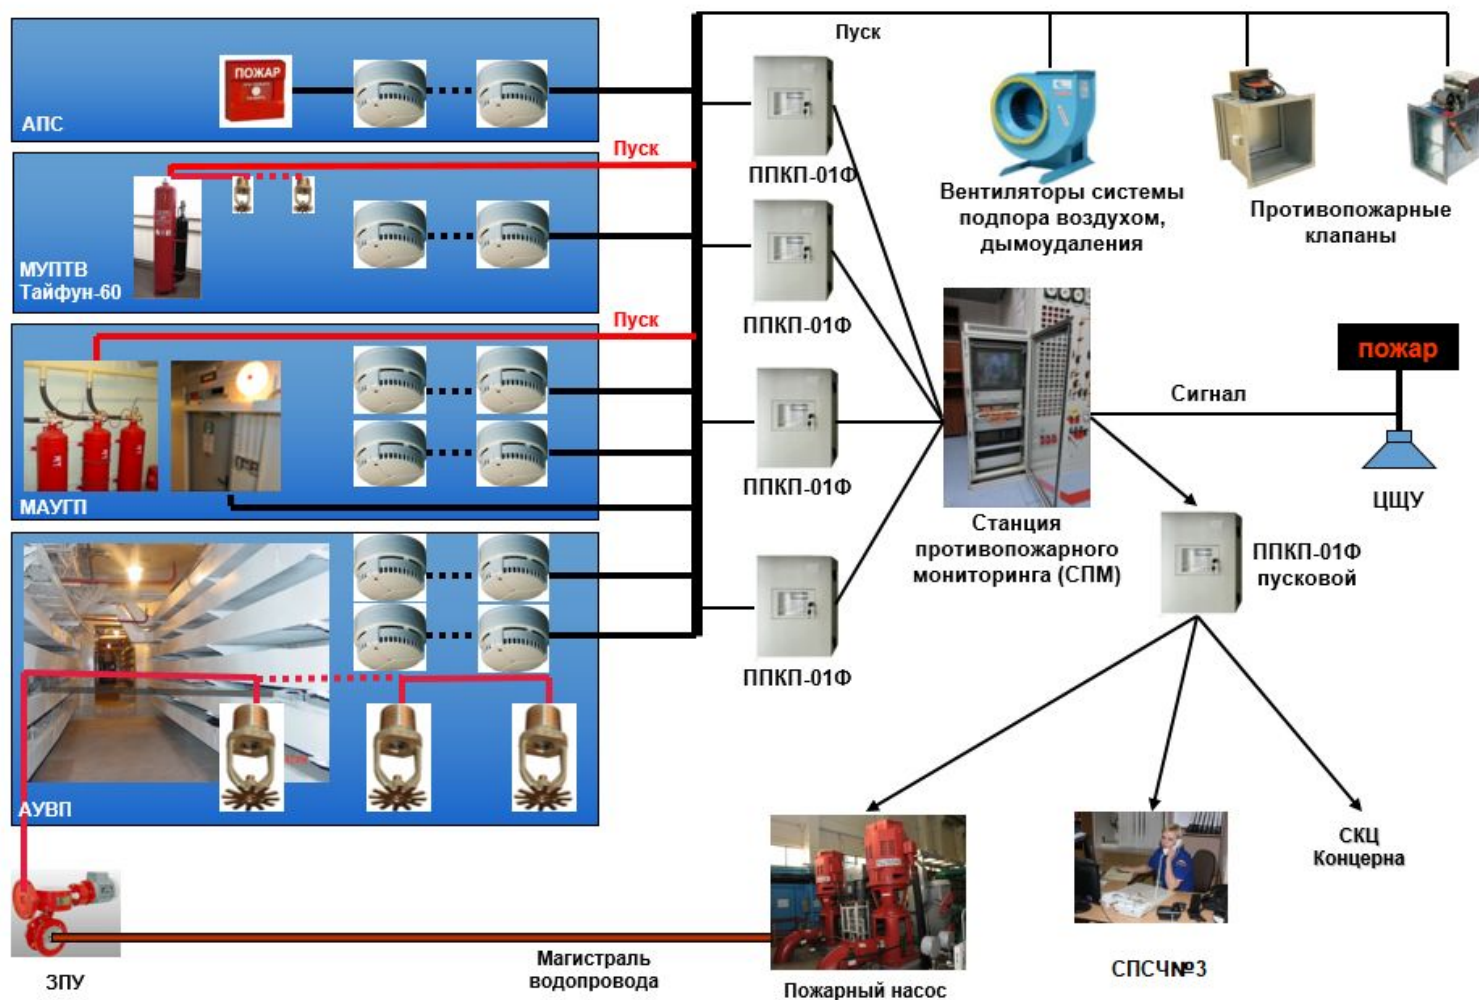 Пуск
ПОЖАР
АПС
ППКП-01Ф
Вентиляторы системы
подпора воздухом,
дымоудаления
Противопожарные
клапаны
Пуск
МУПТВ
Тайфун-60
ППКП-01Ф
Пуск
МАУГП
ППКП-01Ф
Станция
противопожарного
мониторинга (СПМ)
Сигнал
пожар
ЦЩУ
ППКП-01Ф
пусковой
ППКП-01Ф
АУВП
ЗПУ
Магистраль
водопровода
Пожарный насос
СПСЧ№3
СКЦ
Концерна